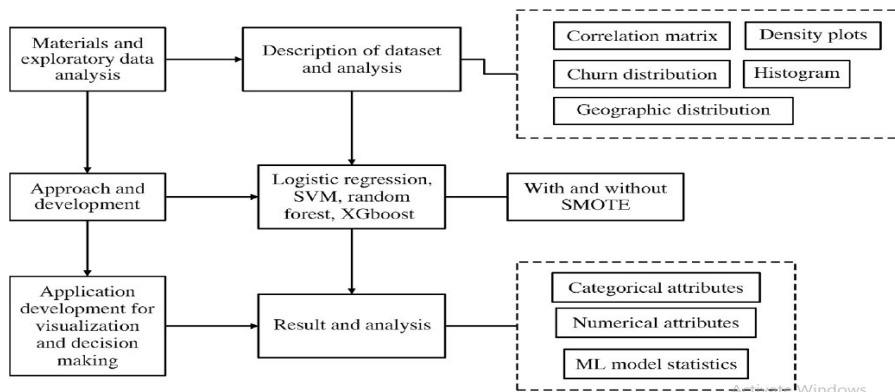 Materials and
exploratory data
analysis
Description of dataset
and analysis
Correlation matrix
Density plots
Churn distribution
Histogram
Geographic distribution
Approach and
development
Logistic regression,
SVM, random
forest, XGboost
With and without
SMOTE
Application
development for
visualization
and decision
making
Result and analysis
Categorical attributes
Numerical attributes
ML model statistics
Activate Windows